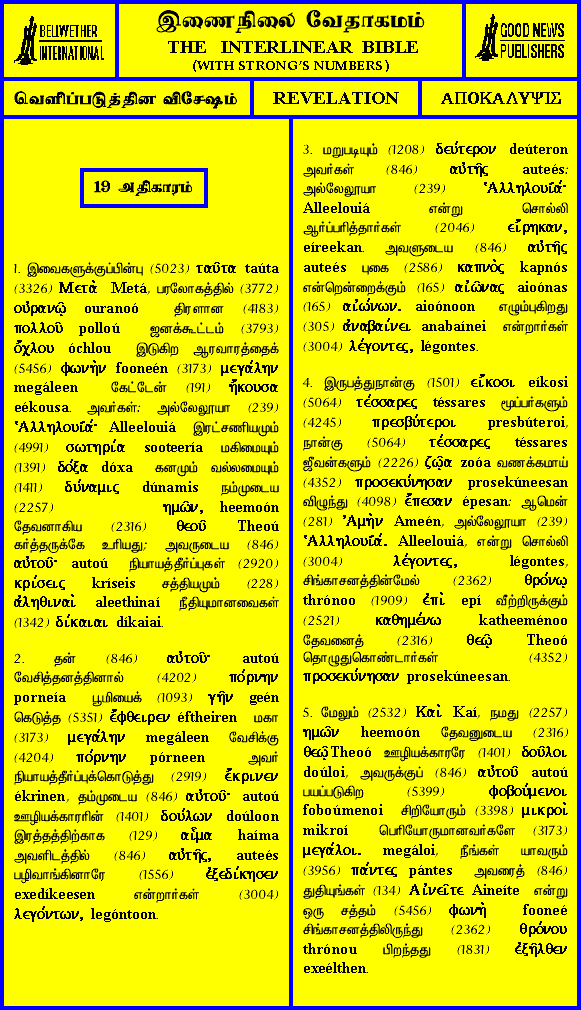 BELLWETHER
INTERNATIONAL
இணைநிலை வேதாகமம்
THE INTERLINEAR BIBLE
(WITH STRONG'S NUMBERS)
GOOD NEWS
PUBLISHERS
வெளிப்படுத்தின விசேஷம்
REVELATION
ΑΠΟΚΑΛΥΨΙΣ
19 அதிகாரம்
1. இவைகளுக்குப்பின்பு (5023) ταῦτα taúta
(3326) Μετὰ Metá, பரலோகத்தில் (3772)
οὐρανῷ ouranoó திரளான (4183)
πολλοῦ polloú ஜனக்கூட்டம் (3793)
ὄχλου óchlou இடுகிற ஆரவாரத்தைக்
(5456) φωνὴν fooneén (3173) μεγάλην
megáleen கேட்டேன் (191) ἤκουσα
eékousa. அவர்கள்: அல்லேலூயா (239)
Ἁλληλουϊά· Alleelouiá இரட்சணியமும்
(4991) σωτηρία sooteería மகிமையும்
(1391) δόξα dóxa கனமும் வல்லமையும்
(1411) δύναμις dúnamis நம்முடைய
(2257) ἡμῶν, heemoón
தேவனாகிய (2316) θεοῦ Theoú
கர்த்தருக்கே உரியது; அவருடைய (846)
αὐτοῦ· autoú நியாயத்தீர்ப்புகள் (2920)
κρίσεις kríseis சத்தியமும் (228)
ἀληθιναὶ aleethinaí நீதியுமானவைகள்
(1342) δίκαιαι díkaiai.
2. தன் (846) αὐτοῦ· autoú
வேசித்தனத்தினால் (4202) πόρνην
porneía பூமியைக் (1093) γῆν geén
கெடுத்த (5351) ἔφθειρεν éftheiren மகா
(3173) μεγάλην megáleen வேசிக்கு
(4204) πόρνην pórneen அவர்
நியாயத்தீர்ப்புக்கொடுத்து (2919) ἔκρινεν
ékrinen, தம்முடைய (846) αὐτοῦ· autoú
ஊழியக்காரரின் (1401) δούλων doúloon
இரத்தத்திற்காக (129) αἷμα haíma
அவளிடத்தில் (846) αὐτῆς, auteés
பழிவாங்கினாரே (1556) ἐξεδίκησεν
exedíkeesen என்றார்கள் (3004)
λεγόντων, legóntoon.
3. மறுபடியும் (1208) δεύτερον deúteron
அவர்கள் (846) αὐτῆς auteés:
அல்லேலூயா (239) Ἁλληλουϊά·
Alleelouiá என்று சொல்லி
ஆர்ப்பரித்தார்கள் (2046) εἴρηκαν,
eíreekan. அவளுடைய (846) αὐτῆς
auteés புகை (2586) καπνὸς kapnós
என்றென்றைக்கும் (165) αἰῶνας aioónas
(165) αἰώνων. aioónoon எழும்புகிறது
(305) ἀναβαίνει anabaínei என்றார்கள்
(3004) λέγοντες, légontes.
4. இருபத்துநான்கு (1501) εἴκοσι eíkosi
(5064) τέσσαρες téssares மூப்பர்களும்
(4245) πρεσβύτεροι presbúteroi,
நான்கு (5064) τέσσαρες téssares
ஜீவன்களும் (2226) ζῷα zoóa வணக்கமாய்
(4352) προσεκύνησαν prosekúneesan
விழுந்து (4098) ἔπεσαν épesan: ஆமென்
(281) Ἀμὴν Ameén, அல்லேலூயா (239)
Ἁλληλουϊά. Alleelouiá, என்று சொல்லி
(3004) λέγοντες, légontes,
சிங்காசனத்தின்மேல் (2362) θρόνῳ
thrónoo (1909) ἐπὶ epí வீற்றிருக்கும்
(2521) καθημένῳ katheeménoo
தேவனைத் (2316) θεῷ Theoó
தொழுதுகொண்டார்கள் (4352)
προσεκύνησαν prosekúneesan.
5. மேலும் (2532) Καὶ Kaí, நமது (2257)
ἡμῶν heemoón தேவனுடைய (2316)
θεῷ Theoó ஊழியக்காரரே (1401) δοῦλοι
doúloi, அவருக்குப் (846) αὐτοῦ autoú
பயப்படுகிற (5399) φοβούμενοι
foboúmenoi சிறியோரும் (3398) μικροὶ
mikroí பெரியோருமானவர்களே (3173)
μεγάλοι. megáloi, நீங்கள் யாவரும்
(3956) πάντες pántes அவரைத் (846)
துதியுங்கள் (134) Αἰνεῖτε Aineíte என்று
ஒரு சத்தம் (5456) φωνὴ fooneé
சிங்காசனத்திலிருந்து (2362) θρόνου
thrónou பிறந்தது (1831) ἐξῆλθεν
exeélthen.